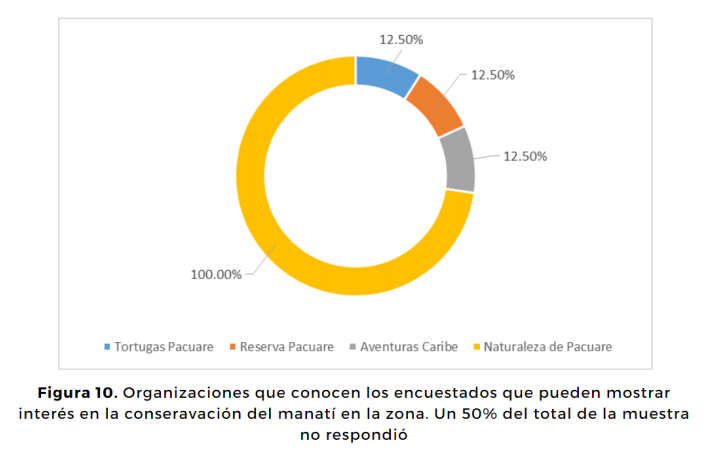 12.50%
12.50%
12.50%
100.00%
Tortugas Pacuare Reserva Pacuare Aventuras Caribe Naturaleza de Pacuare
Figura 10. Organizaciones que conocen los encuestados que pueden mostrar
interés en la conseravación del manatí en la zona. Un 50% del total de la muestra
no respondió